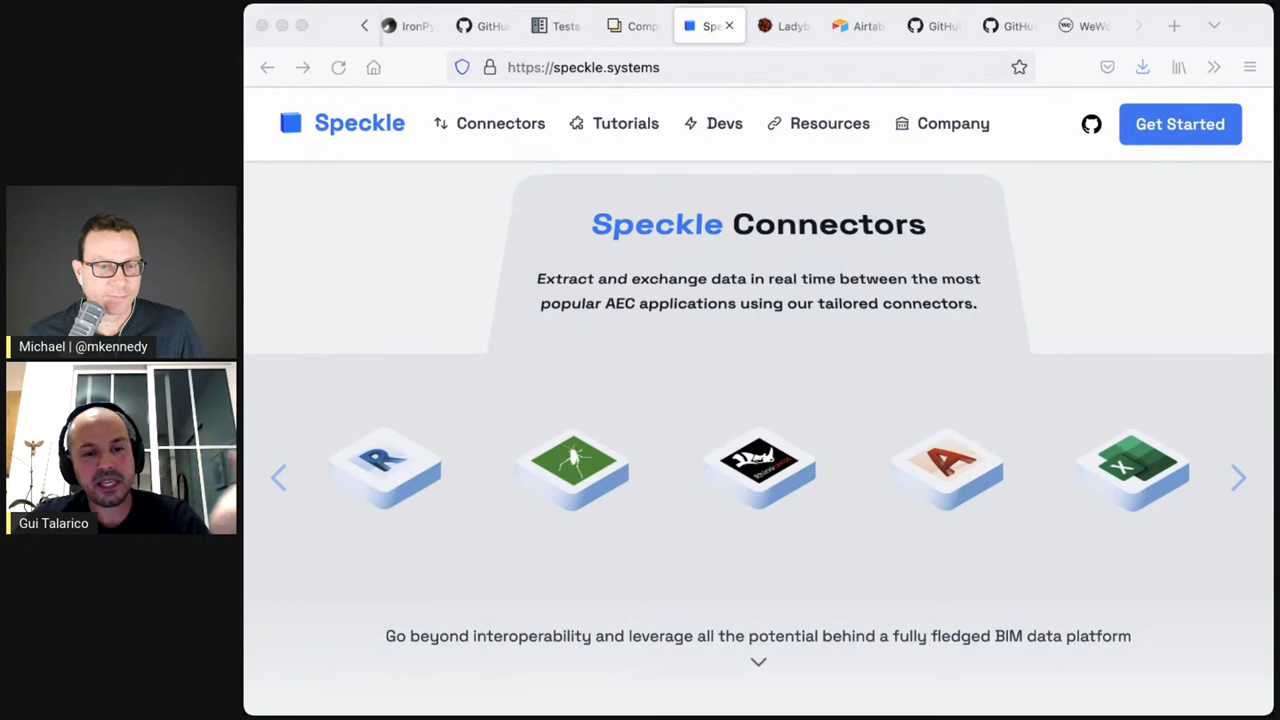 IronPy
GitHu
Tests
Comp
Spe
Ladyb
Airtab
GitHu
GitHu
we
WeWo
https://speckle.systems
Speckle
Connectors
Tutorials
Devs
Resources
Company
Get Started
Speckle Connectors
Extract and exchange data in real time between the most
popular AEC applications using our tailored connectors.
R
Rhinoceros
A
X
Go beyond interoperability and leverage all the potential behind a fully fledged BIM data platform
Michael | @mkennedy
Gui Talarico